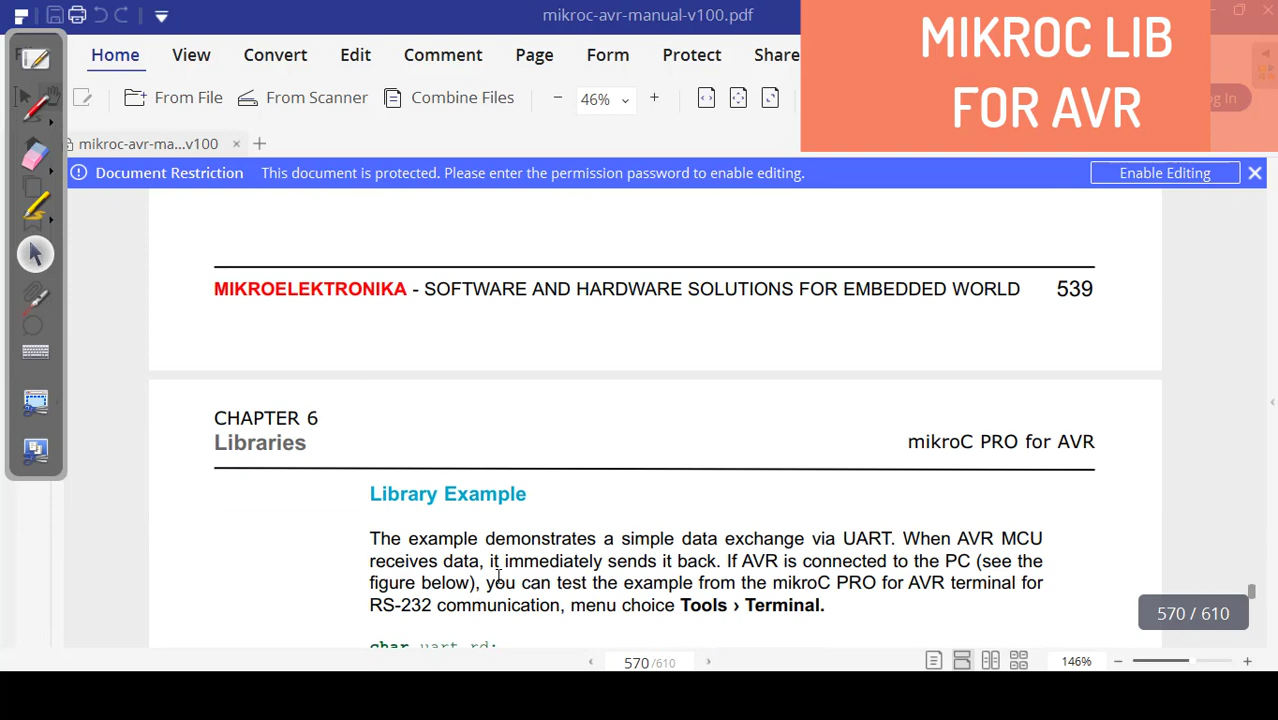 mikroc-avr-manual-v100.pdf
MIKROC LIB
FOR AVR
Home View Convert Edit Comment Page Form Protect Share
From File From Scanner Combine Files 46%
mikroc-avr-ma...v100
Document Restriction This document is protected. Please enter the permission password to enable editing. Enable Editing
MIKROELEKTRONIKA - SOFTWARE AND HARDWARE SOLUTIONS FOR EMBEDDED WORLD 539
CHAPTER 6
Libraries
mikroC PRO for AVR
Library Example
The example demonstrates a simple data exchange via UART. When AVR MCU
receives data, it immediately sends it back. If AVR is connected to the PC (see the
figure below), you can test the example from the mikroC PRO for AVR terminal for
RS-232 communication, menu choice Tools › Terminal.
char uart_rd;
570 / 610
570 /610
146%